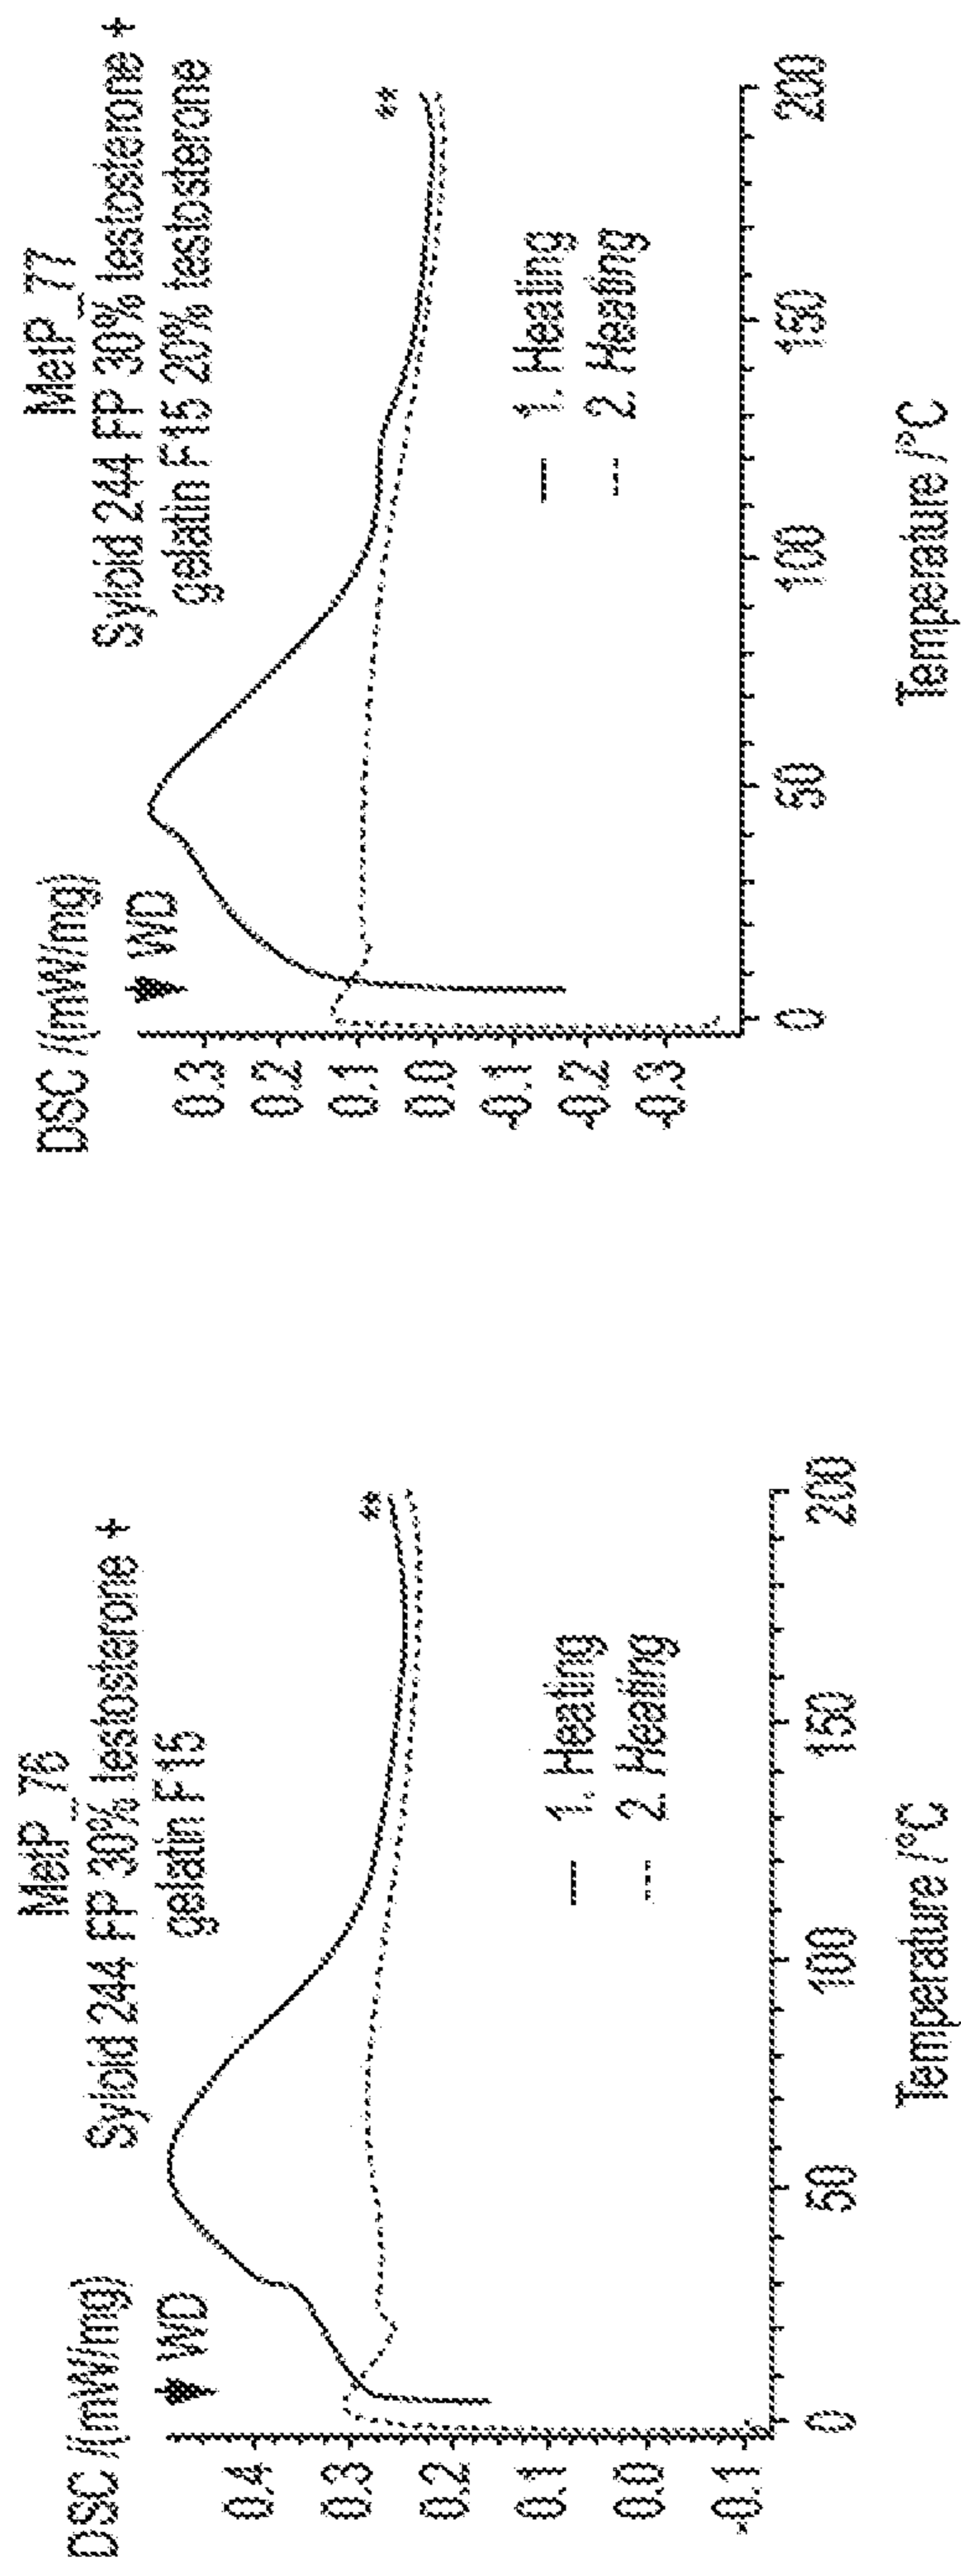 MetP_76
Syloid 244 FP 30% testosterone +
gelatin F15
DSC /(mW/mg)
WD
0.4
0.3
0.2
0.1
0.0
-0.1
**
1. Heating
2. Heating
0
50
100
150
200
Temperature /°C
MetP_77
Syloid 244 FP 30% testosterone +
gelatin F15 20% testosterone
DSC /(mW/mg)
WD
0.3
0.2
0.1
0.0
-0.1
-0.2
-0.3
**
1. Heating
2. Heating
0
50
100
150
200
Temperature /°C